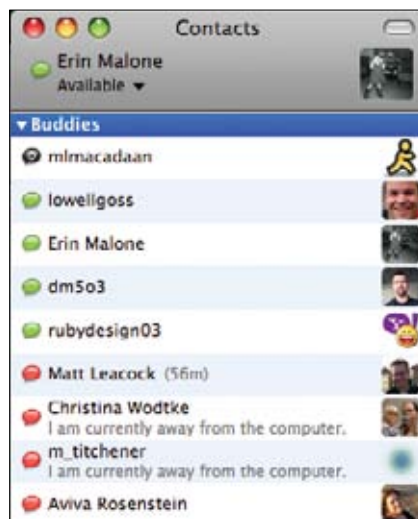 Contacts
Erin Malone
Available
Buddies
mlmacadaan
lowellgoss
Erin Malone
dm5o3
rubydesign03
Matt Leacock (56m)
Christina Wodtke
I am currently away from the computer.
m_titchener
I am currently away from the computer.
Aviva Rosenstein